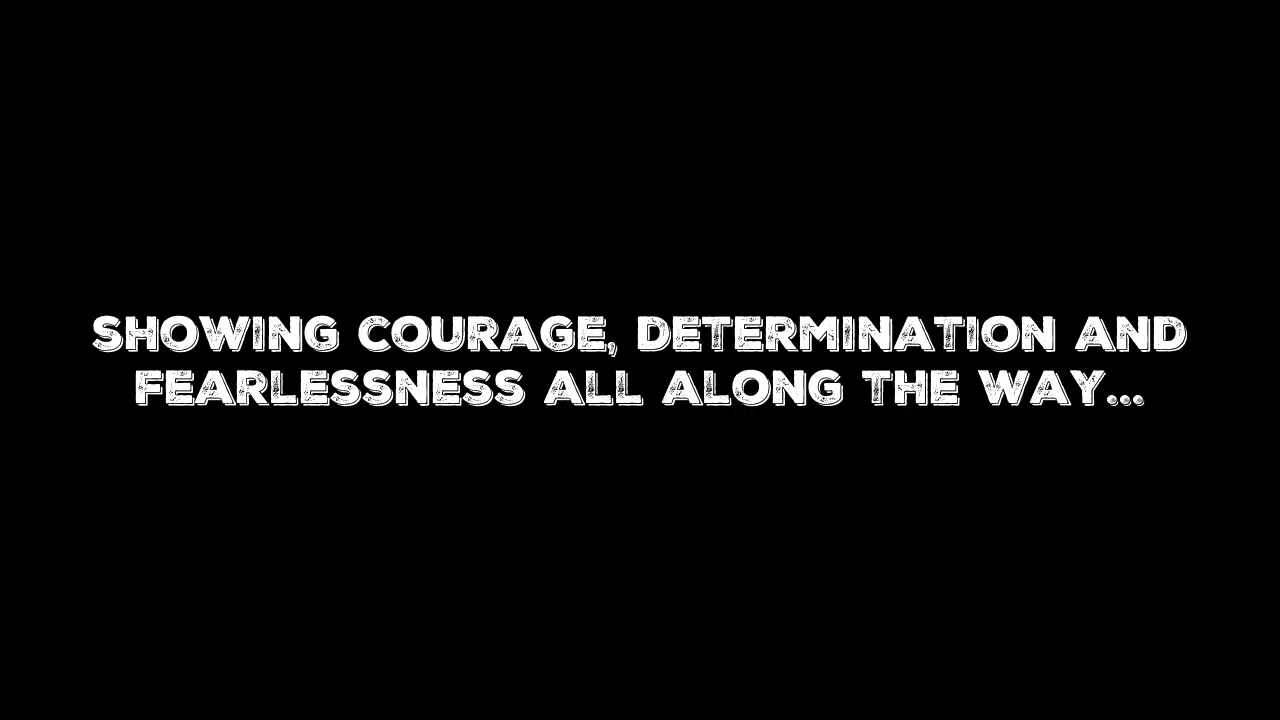 SHOWING COURAGE, DETERMINATION AND
FEARLESSNESS ALL ALONG THE WAY...